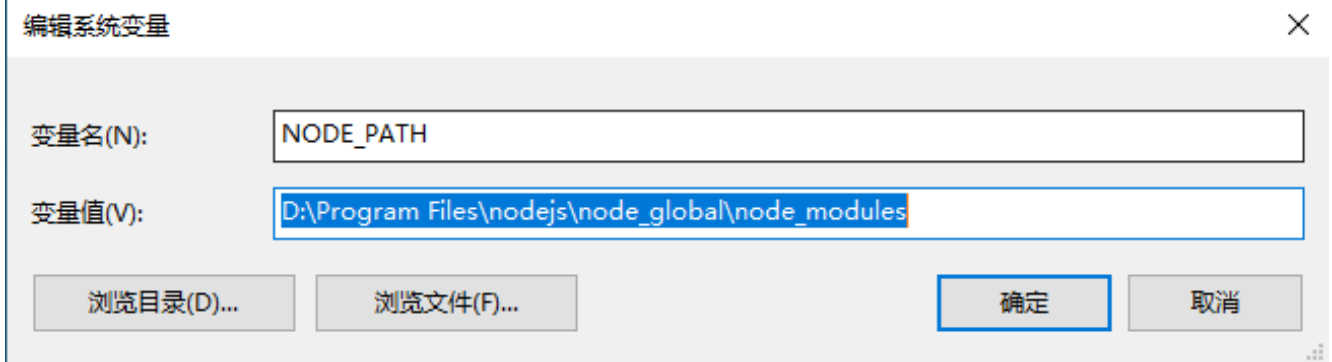 编辑系统变量
变量名(N): NODE_PATH
变量值(V): D:\Program Files\nodejs\node_global\node_modules
浏览目录(D)... 浏览文件(F)... 确定 取消